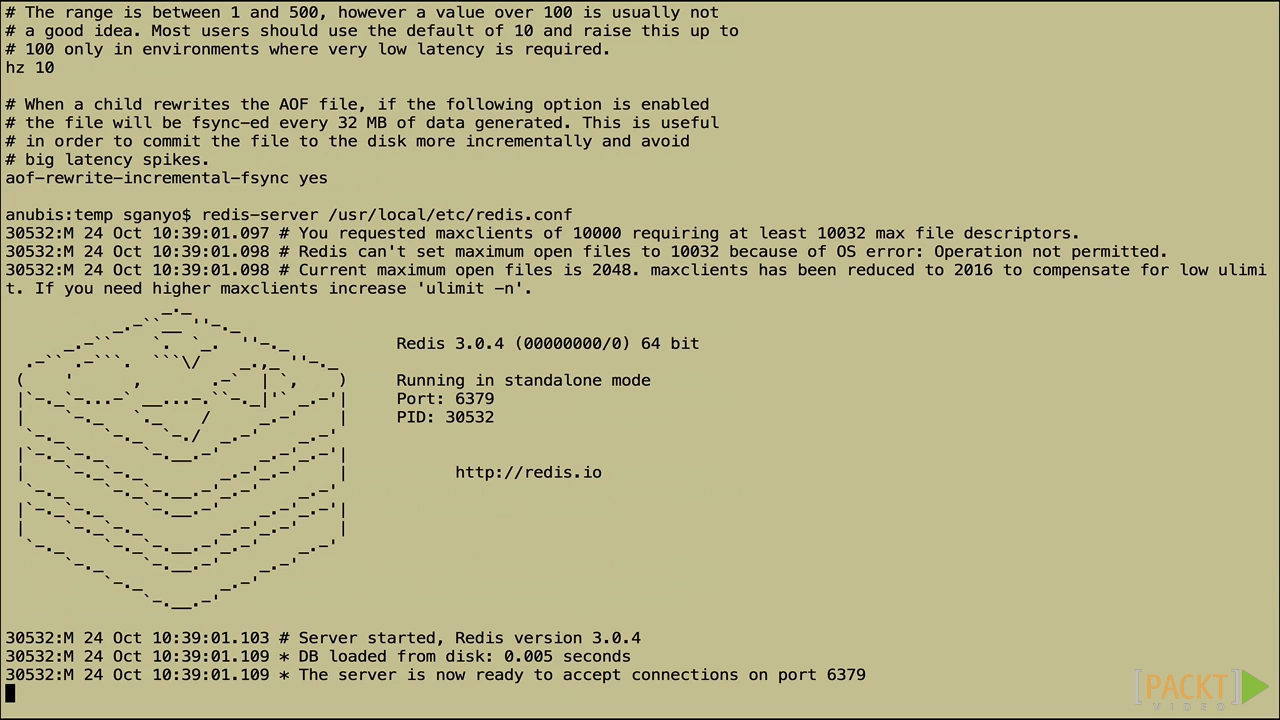 # The range is between 1 and 500, however a value over 100 is usually not
# a good idea. Most users should use the default of 10 and raise this up to
# 100 only in environments where very low latency is required.
hz 10
# When a child rewrites the AOF file, if the following option is enabled
# the file will be fsync-ed every 32 MB of data generated. This is useful
# in order to commit the file to the disk more incrementally and avoid
# big latency spikes.
aof-rewrite-incremental-fsync yes
anubis:temp sganyo$ redis-server /usr/local/etc/redis.conf
30532:M 24 Oct 10:39:01.097 # You requested maxclients of 10000 requiring at least 10032 max file descriptors.
30532:M 24 Oct 10:39:01.098 # Redis can't set maximum open files to 10032 because of OS error: Operation not permitted.
30532:M 24 Oct 10:39:01.098 # Current maximum open files is 2048. maxclients has been reduced to 2016 to compensate for low ulimi
t. If you need higher maxclients increase 'ulimit -n'.
Redis 3.0.4 (00000000/0) 64 bit
Running in standalone mode
Port: 6379
PID: 30532
http://redis.io
30532:M 24 Oct 10:39:01.103 # Server started, Redis version 3.0.4
30532:M 24 Oct 10:39:01.109 * DB loaded from disk: 0.005 seconds
30532:M 24 Oct 10:39:01.109 * The server is now ready to accept connections on port 6379
[PACKT]
VIDEO